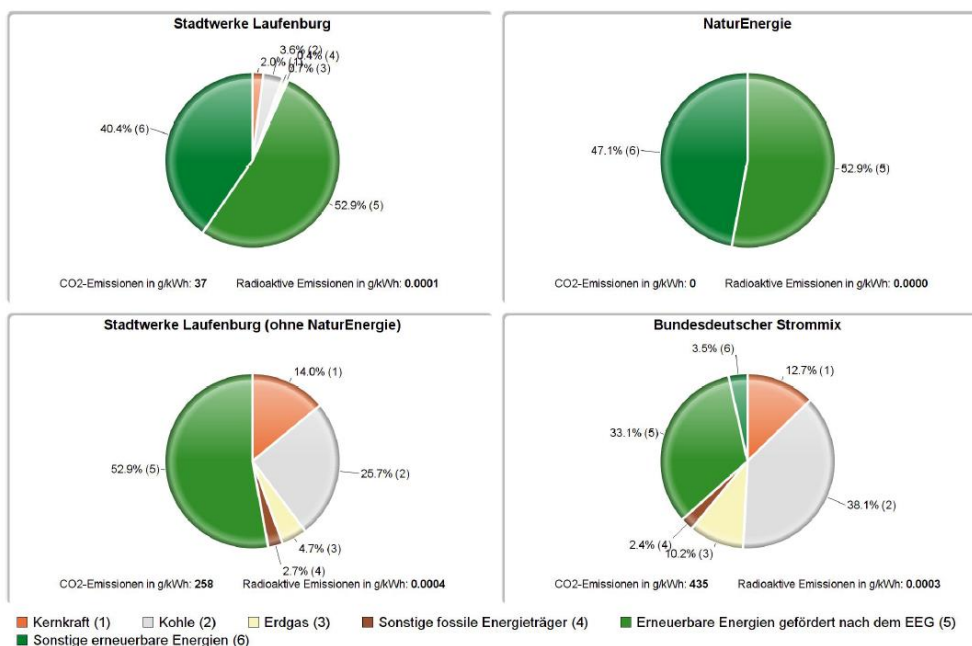 Stadtwerke Laufenburg
3.6% (2)
0.4% (4)
2.0% (1)
0.7% (3)
40.4% (6)
52.9% (5)
CO2-Emissionen in g/kWh: 37 Radioaktive Emissionen in g/kWh: 0.0001
NaturEnergie
47.1% (6)
52.9% (5)
CO2-Emissionen in g/kWh: 0 Radioaktive Emissionen in g/kWh: 0.0000
Stadtwerke Laufenburg (ohne NaturEnergie)
14.0% (1)
52.9% (5)
25.7% (2)
4.7% (3)
2.7% (4)
CO2-Emissionen in g/kWh: 258 Radioaktive Emissionen in g/kWh: 0.0004
Bundesdeutscher Strommix
3.5% (6)
12.7% (1)
33.1% (5)
38.1% (2)
2.4% (4)
10.2% (3)
CO2-Emissionen in g/kWh: 435 Radioaktive Emissionen in g/kWh: 0.0003
Kernkraft (1) Kohle (2) Erdgas (3) Sonstige fossile Energieträger (4) Erneuerbare Energien gefördert nach dem EEG (5)
Sonstige erneuerbare Energien (6)